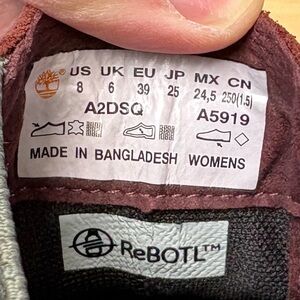 US UK EU JP MX CN
8 6 39 25 24,5 250(1.5)
A2DSQ A5919
MADE IN BANGLADESH WOMENS
ReBOTL™